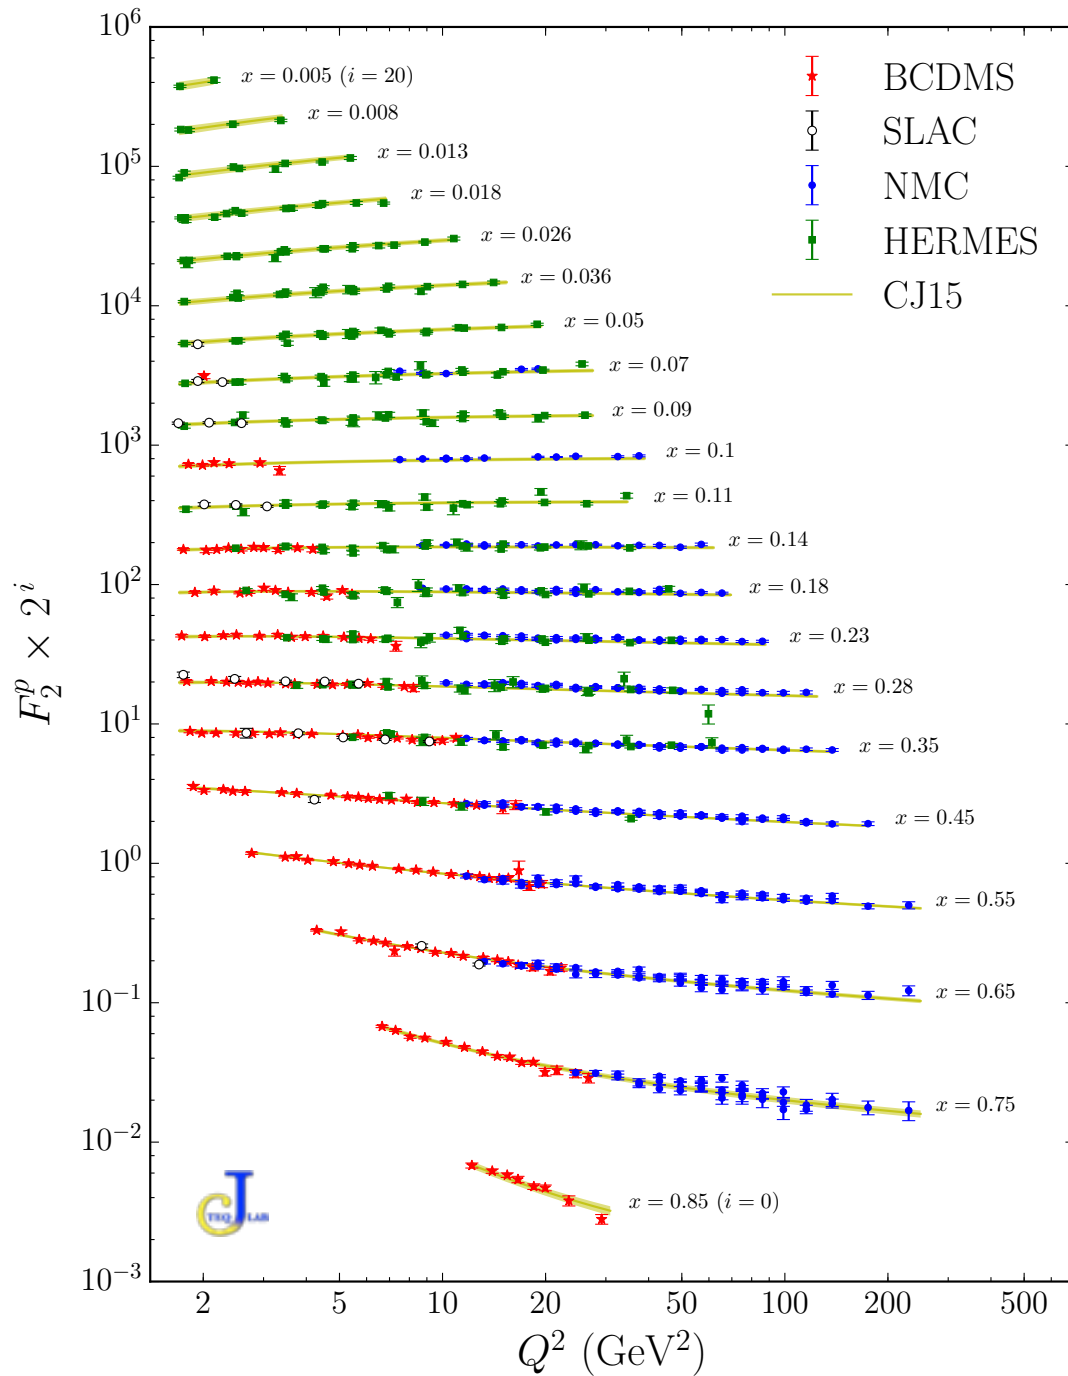 10^6
10^5
10^4
10^3
10^2
10^1
10^0
10^{-1}
10^{-2}
10^{-3}
F_2^p × 2^i
x = 0.005 (i = 20)
x = 0.008
x = 0.013
x = 0.018
x = 0.026
x = 0.036
x = 0.05
x = 0.07
x = 0.09
x = 0.1
x = 0.11
x = 0.14
x = 0.18
x = 0.23
x = 0.28
x = 0.35
x = 0.45
x = 0.55
x = 0.65
x = 0.75
x = 0.85 (i=0)
BCDMS
SLAC
NMC
HERMES
CJ15
CJ
TEQ LAB
2 5 10 20 50 100 200 500
Q^2 (GeV^2)